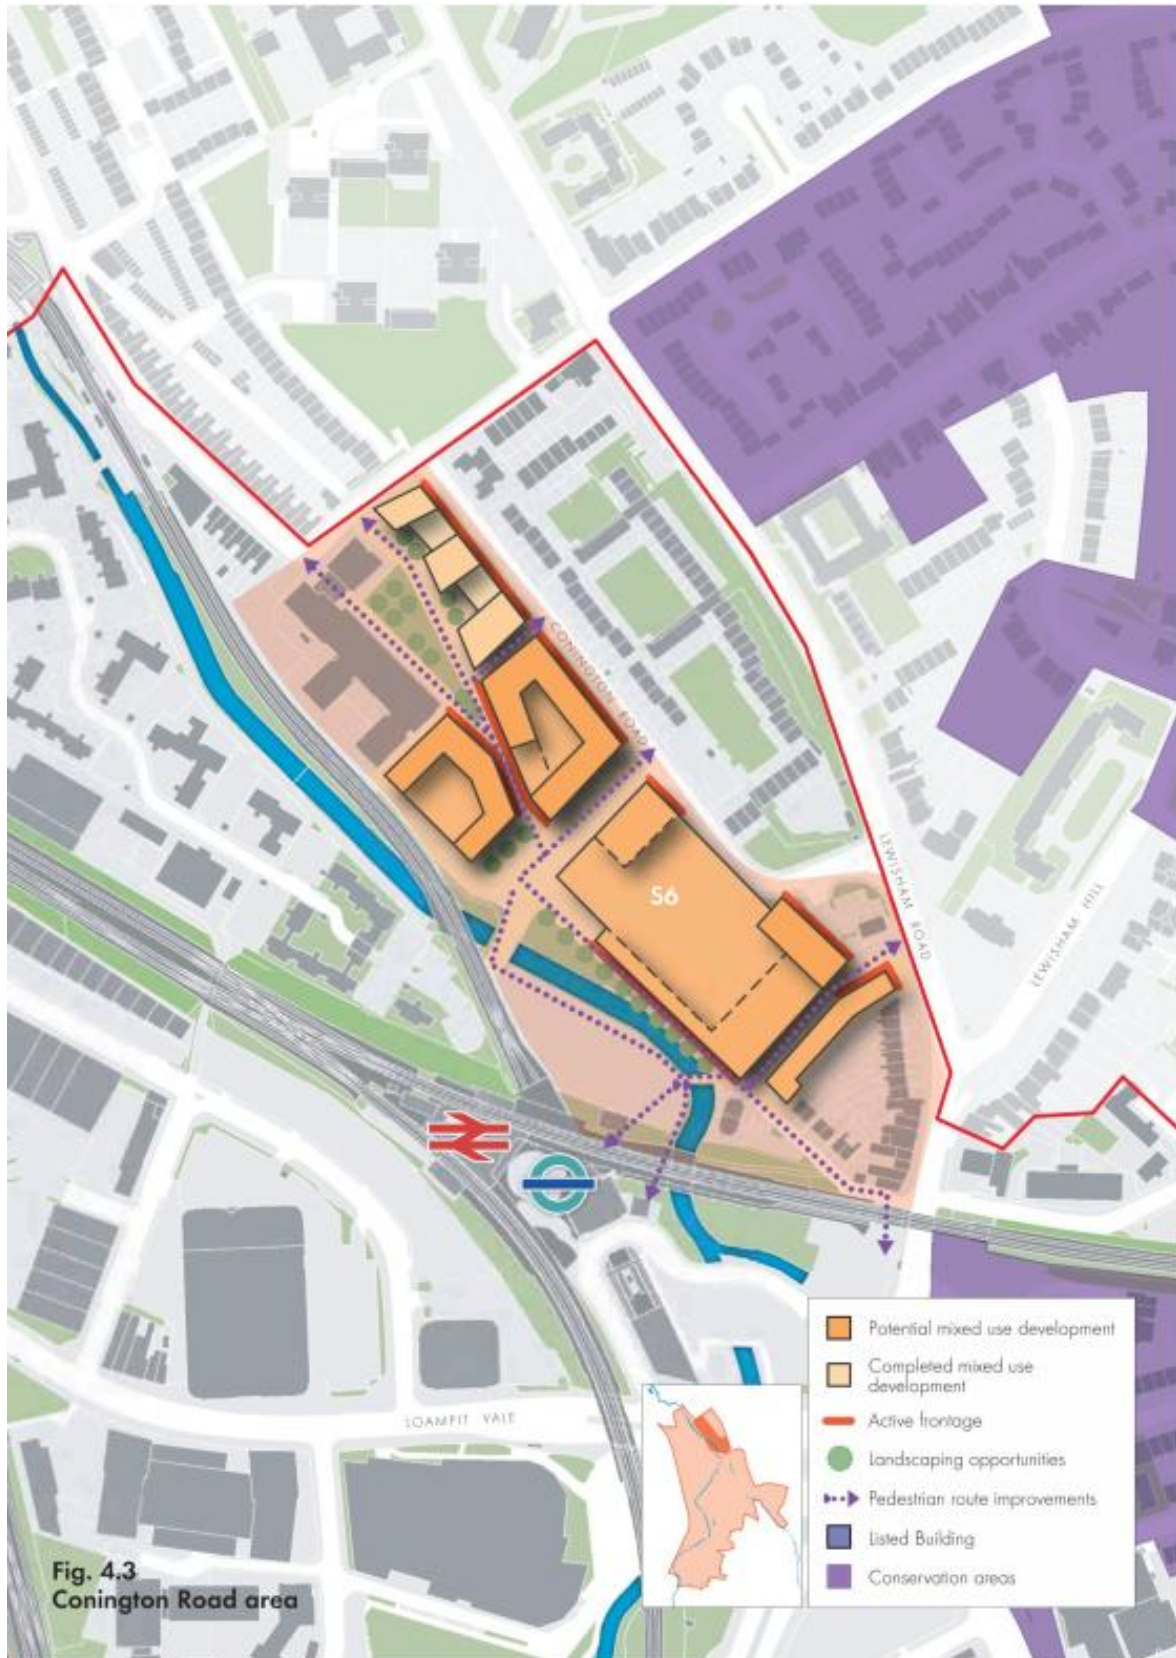 CONINGTON ROAD
S6
LEWISHAM ROAD
LEWISHAM HILL
LOAMPIT VALE
Potential mixed use development
Completed mixed use
development
Active frontage
Landscaping opportunities
Pedestrian route improvements
Listed Building
Conservation areas
Fig. 4.3
Conington Road area